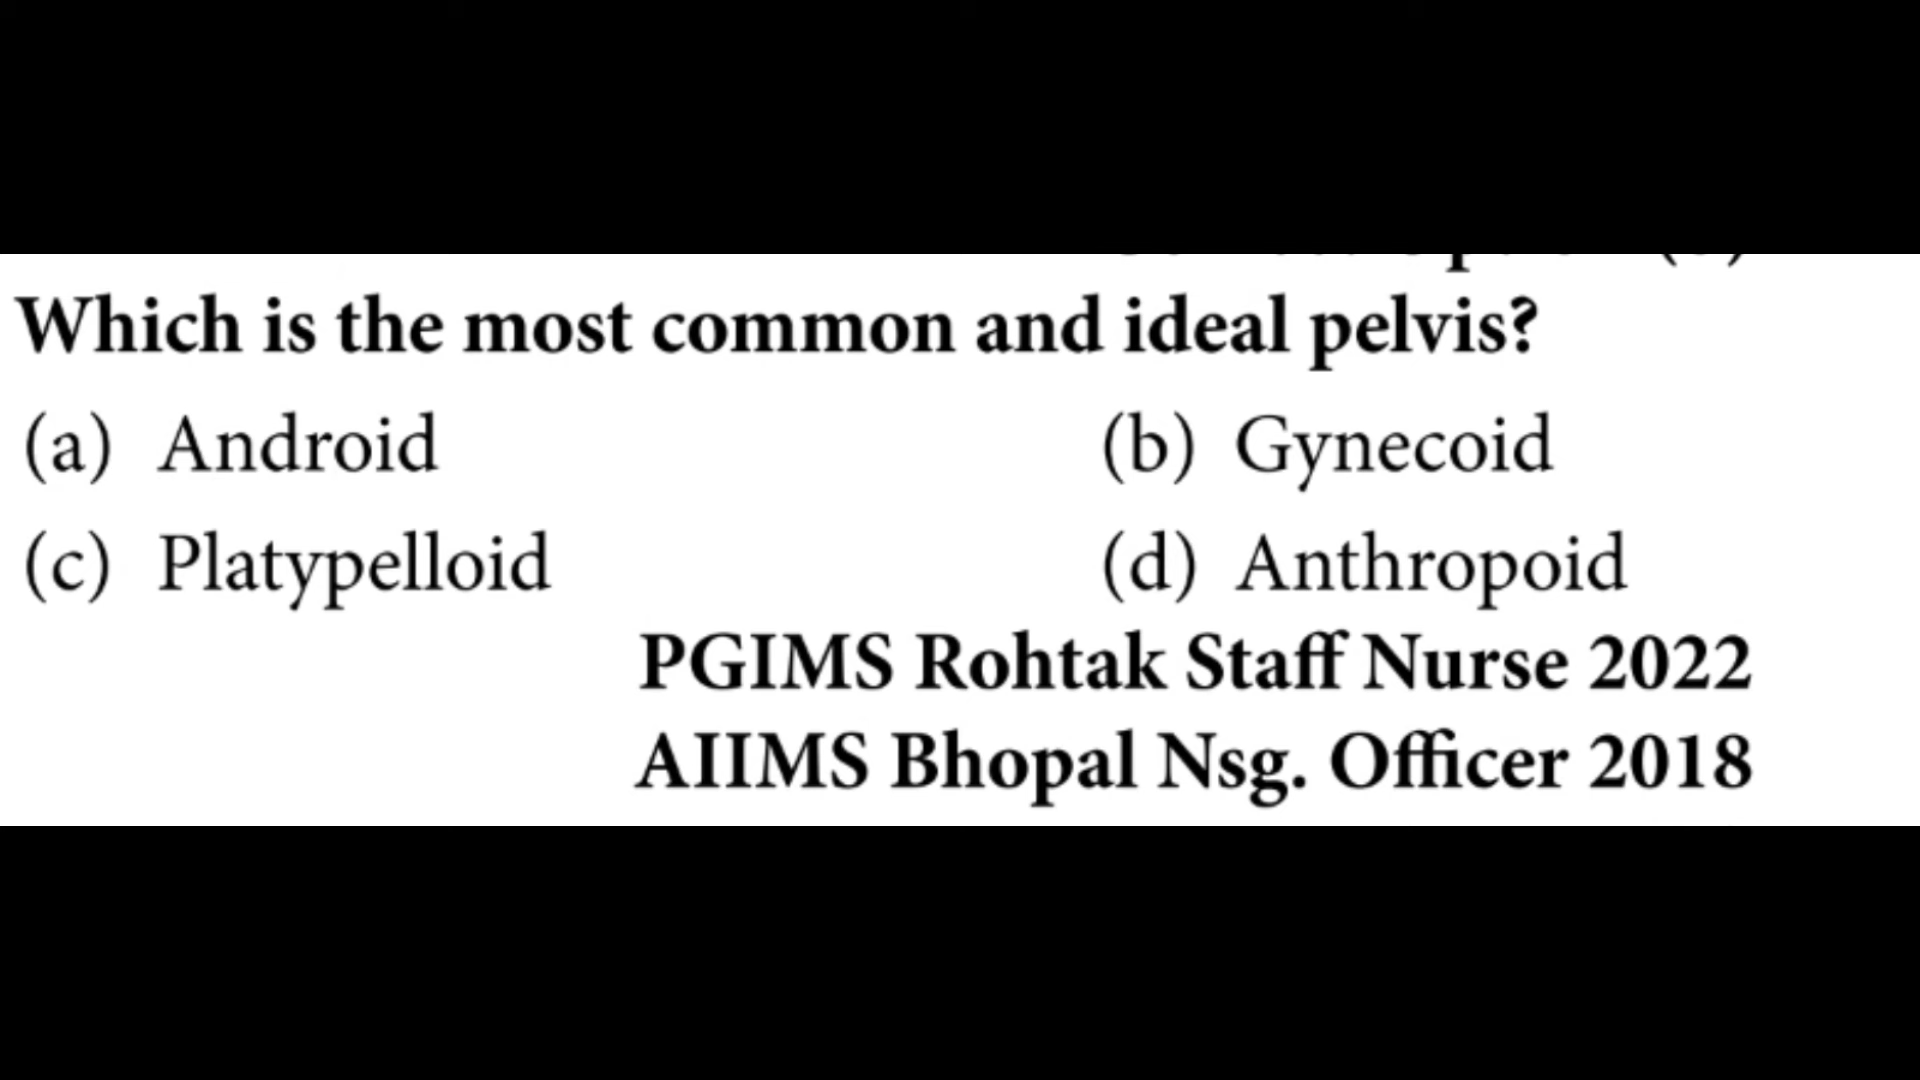 Which is the most common and ideal pelvis?
(a) Android (b) Gynecoid
(c) Platypelloid (d) Anthropoid
PGIMS Rohtak Staff Nurse 2022
AIIMS Bhopal Nsg. Officer 2018